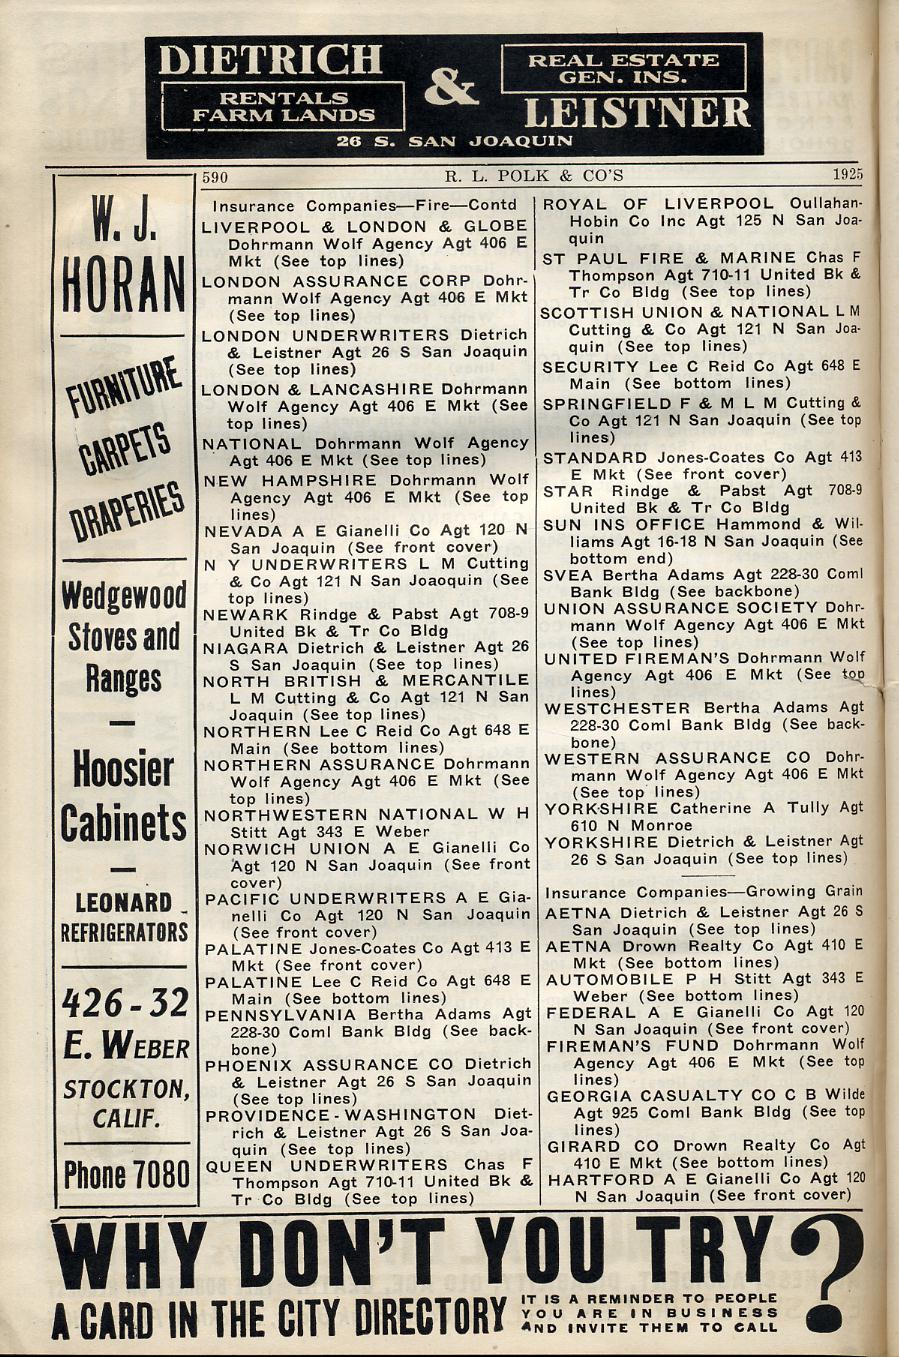 DIETRICH
RENTALS
FARM LANDS
&
REAL ESTATE
GEN. INS.
LEISTNER
26 S. SAN JOAQUIN
590 R. L. POLK & CO'S 1925
W. J.
HORAN
FURNITURE
CARPETS
DRAPERIES
Wedgewood
Stoves and
Ranges
—
Hoosier
Cabinets
—
LEONARD
REFRIGERATORS
426-32
E. WEBER
STOCKTON,
CALIF.
Phone 7080
Insurance Companies—Fire—Contd
LIVERPOOL & LONDON & GLOBE
Dohrmann Wolf Agency Agt 406 E
Mkt (See top lines)
LONDON ASSURANCE CORP Dohr-
mann Wolf Agency Agt 406 E Mkt
(See top lines)
LONDON UNDERWRITERS Dietrich
& Leistner Agt 26 S San Joaquin
(See top lines)
LONDON & LANCASHIRE Dohrmann
Wolf Agency Agt 406 E Mkt (See
top lines)
NATIONAL Dohrmann Wolf Agency
Agt 406 E Mkt (See top lines)
NEW HAMPSHIRE Dohrmann Wolf
Agency Agt 406 E Mkt (See top
lines)
NEVADA A E Gianelli Co Agt 120 N
San Joaquin (See front cover)
N Y UNDERWRITERS L M Cutting
& Co Agt 121 N San Joaoquin (See
top lines)
NEWARK Rindge & Pabst Agt 708-9
United Bk & Tr Co Bldg
NIAGARA Dietrich & Leistner Agt 26
S San Joaquin (See top lines)
NORTH BRITISH & MERCANTILE
L M Cutting & Co Agt 121 N San
Joaquin (See top lines)
NORTHERN Lee C Reid Co Agt 648 E
Main (See bottom lines)
NORTHERN ASSURANCE Dohrmann
Wolf Agency Agt 406 E Mkt (See
top lines)
NORTHWESTERN NATIONAL W H
Stitt Agt 343 E Weber
NORWICH UNION A E Gianelli Co
Agt 120 N San Joaquin (See front
cover)
PACIFIC UNDERWRITERS A E Gia-
nelli Co Agt 120 N San Joaquin
(See front cover)
PALATINE Jones-Coates Co Agt 413 E
Mkt (See front cover)
PALATINE Lee C Reid Co Agt 648 E
Main (See bottom lines)
PENNSYLVANIA Bertha Adams Agt
228-30 Coml Bank Bldg (See back-
bone)
PHOENIX ASSURANCE CO Dietrich
& Leistner Agt 26 S San Joaquin
(See top lines)
PROVIDENCE-WASHINGTON Diet-
rich & Leistner Agt 26 S San Joa-
quin (See top lines)
QUEEN UNDERWRITERS Chas F
Thompson Agt 710-11 United Bk &
Tr Co Bldg (See top lines)
ROYAL OF LIVERPOOL Oullahan-
Hobin Co Inc Agt 125 N San Joa-
quin
ST PAUL FIRE & MARINE Chas F
Thompson Agt 710-11 United Bk &
Tr Co Bldg (See top lines)
SCOTTISH UNION & NATIONAL L M
Cutting & Co Agt 121 N San Joa-
quin (See top lines)
SECURITY Lee C Reid Co Agt 648 E
Main (See bottom lines)
SPRINGFIELD F & M L M Cutting &
Co Agt 121 N San Joaquin (See top
lines)
STANDARD Jones-Coates Co Agt 413
E Mkt (See front cover)
STAR Rindge & Pabst Agt 708-9
United Bk & Tr Co Bldg
SUN INS OFFICE Hammond & Wil-
liams Agt 16-18 N San Joaquin (See
bottom end)
SVEA Bertha Adams Agt 228-30 Coml
Bank Bldg (See backbone)
UNION ASSURANCE SOCIETY Dohr-
mann Wolf Agency Agt 406 E Mkt
(See top lines)
UNITED FIREMAN'S Dohrmann Wolf
Agency Agt 406 E Mkt (See top
lines)
WESTCHESTER Bertha Adams Agt
228-30 Coml Bank Bldg (See back-
bone)
WESTERN ASSURANCE CO Dohr-
mann Wolf Agency Agt 406 E Mkt
(See top lines)
YORKSHIRE Catherine A Tully Agt
610 N Monroe
YORKSHIRE Dietrich & Leistner Agt
26 S San Joaquin (See top lines)
Insurance Companies—Growing Grain
AETNA Dietrich & Leistner Agt 26 S
San Joaquin (See top lines)
AETNA Drown Realty Co Agt 410 E
Mkt (See bottom lines)
AUTOMOBILE P H Stitt Agt 343 E
Weber (See bottom lines)
FEDERAL A E Gianelli Co Agt 120
N San Joaquin (See front cover)
FIREMAN'S FUND Dohrmann Wolf
Agency Agt 406 E Mkt (See top
lines)
GEORGIA CASUALTY CO C B Wilde
Agt 925 Coml Bank Bldg (See top
lines)
GIRARD CO Drown Realty Co Agt
410 E Mkt (See bottom lines)
HARTFORD A E Gianelli Co Agt 120
N San Joaquin (See front cover)
WHY DON'T YOU TRY ?
A CARD IN THE CITY DIRECTORY
IT IS A REMINDER TO PEOPLE
YOU ARE IN BUSINESS
AND INVITE THEM TO CALL